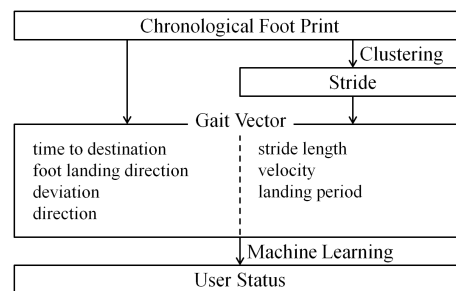 Chronological Foot Print
Clustering
Stride
Gait Vector
time to destination
foot landing direction
deviation
direction
stride length
velocity
landing period
Machine Learning
User Status